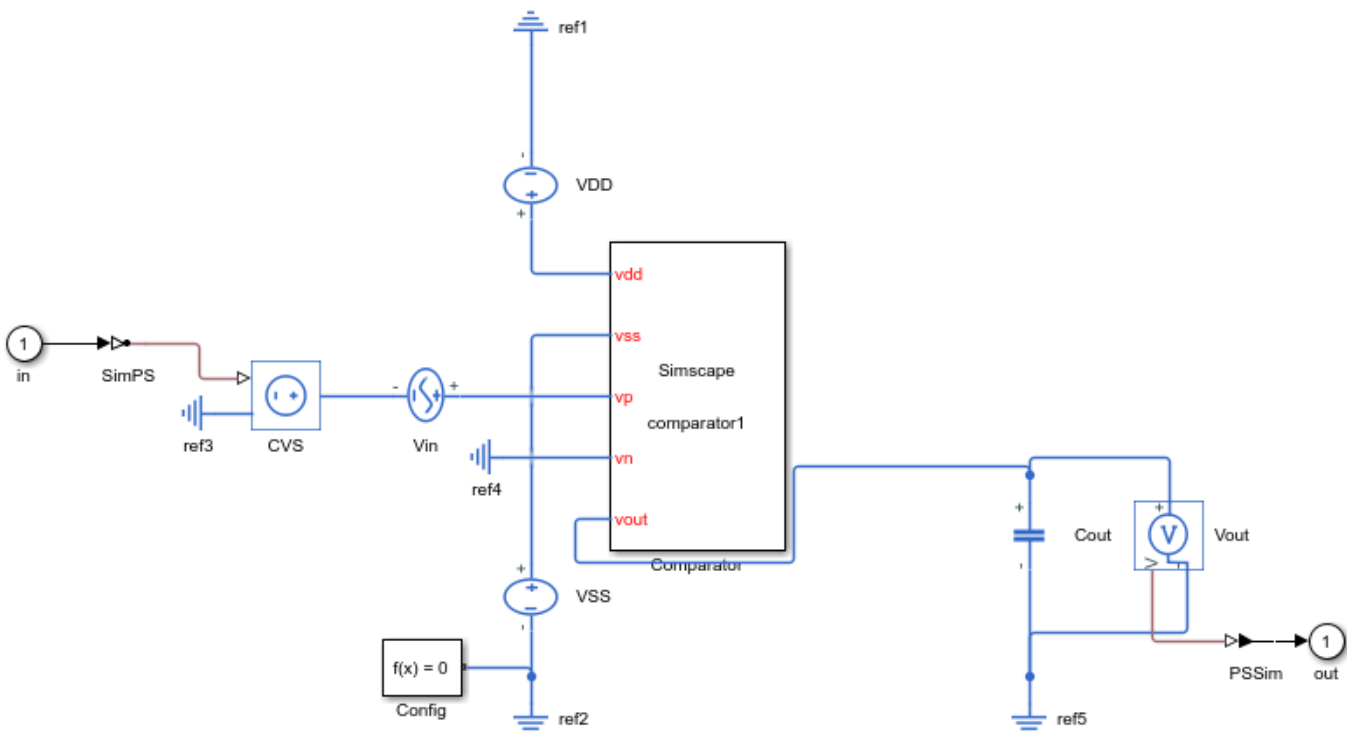 ref1
VDD
vdd
vss
Simscape
1
in
SimPS
vp
comparator1
ref3
CVS
Vin
vn
ref4
vout
Cout
V
Vout
V
Comparator
VSS
f(x) = 0
Config
ref2
ref5
PSSim
1
out